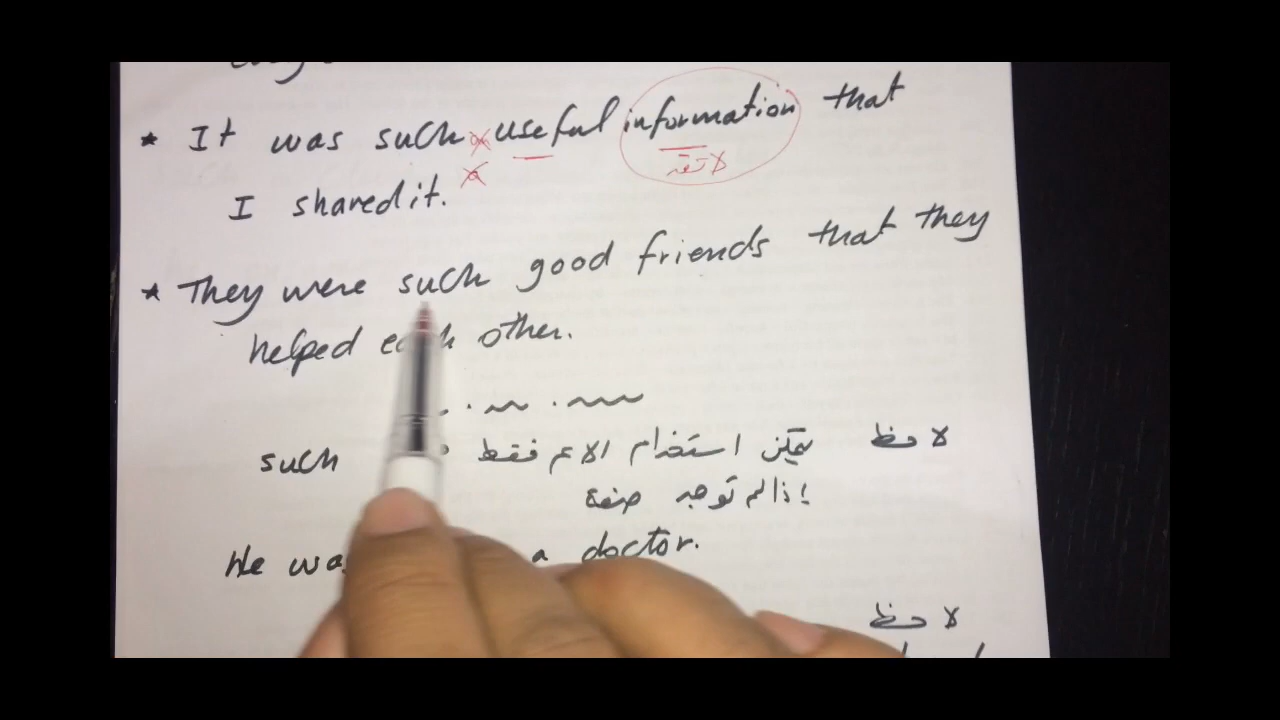 * It was such an useful information that
a
لا تعد
I shared it.
* They were such good friends that they
helped each other.
لاحظ يمكن استخدام الاسم فقط such
إذا لم توجد صفة
He was a doctor.
لاحظ